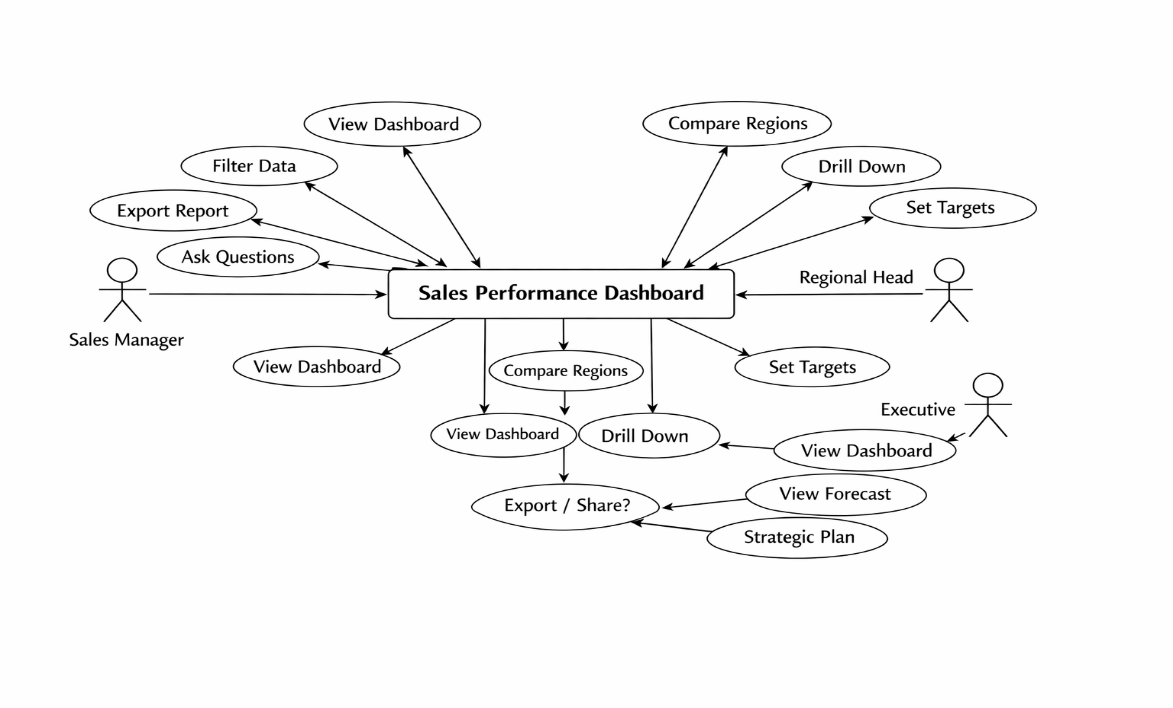 View Dashboard
Compare Regions
Filter Data
Drill Down
Export Report
Set Targets
Ask Questions
Regional Head
Sales Performance Dashboard
Sales Manager
View Dashboard
Compare Regions
Set Targets
Executive
View Dashboard
Drill Down
View Dashboard
View Forecast
Export / Share?
Strategic Plan